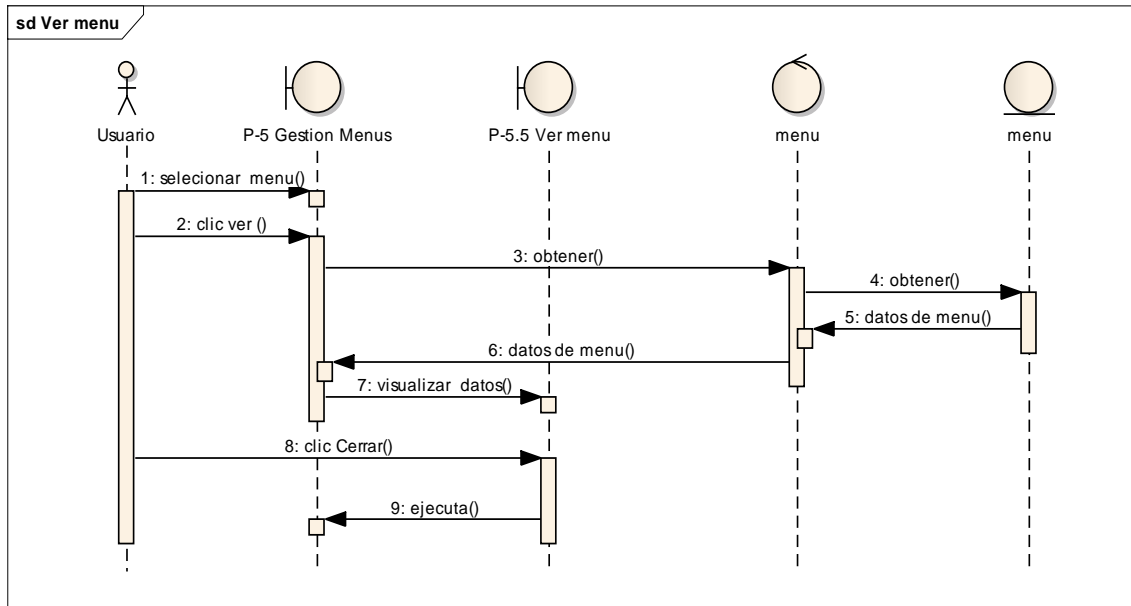 sd Ver menu
Usuario
P-5 Gestion Menus
P-5.5 Ver menu
menu
menu
1: selecionar menu()
2: clic ver ()
3: obtener()
4: obtener()
5: datos de menu()
6: datos de menu()
7: visualizar datos()
8: clic Cerrar()
9: ejecuta()